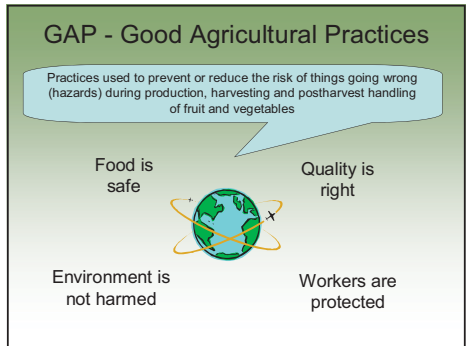 GAP - Good Agricultural Practices
Practices used to prevent or reduce the risk of things going wrong
(hazards) during production, harvesting and postharvest handling
of fruit and vegetables
Food is
safe
Quality is
right
Environment is
not harmed
Workers are
protected